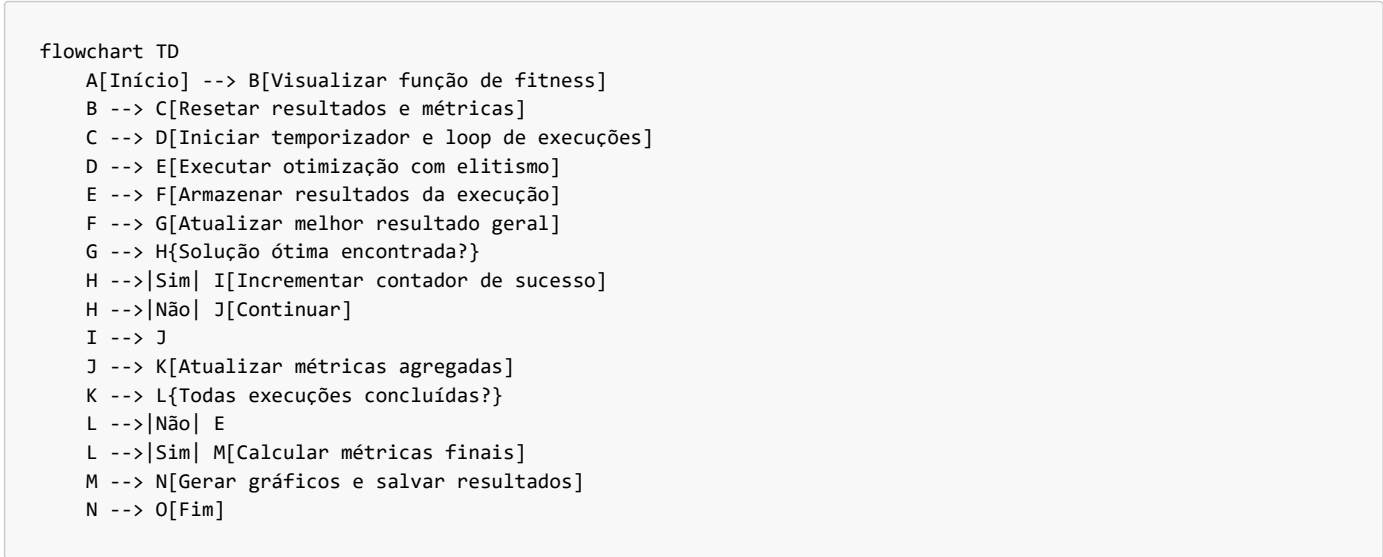 flowchart TD
    A[Início] --> B[Visualizar função de fitness]
    B --> C[Resetar resultados e métricas]
    C --> D[Iniciar temporizador e loop de execuções]
    D --> E[Executar otimização com elitismo]
    E --> F[Armazenar resultados da execução]
    F --> G[Atualizar melhor resultado geral]
    G --> H{Solução ótima encontrada?}
    H -->|Sim| I[Incrementar contador de sucesso]
    H -->|Não| J[Continuar]
    I --> J
    J --> K[Atualizar métricas agregadas]
    K --> L{Todas execuções concluídas?}
    L -->|Não| E
    L -->|Sim| M[Calcular métricas finais]
    M --> N[Gerar gráficos e salvar resultados]
    N --> O[Fim]